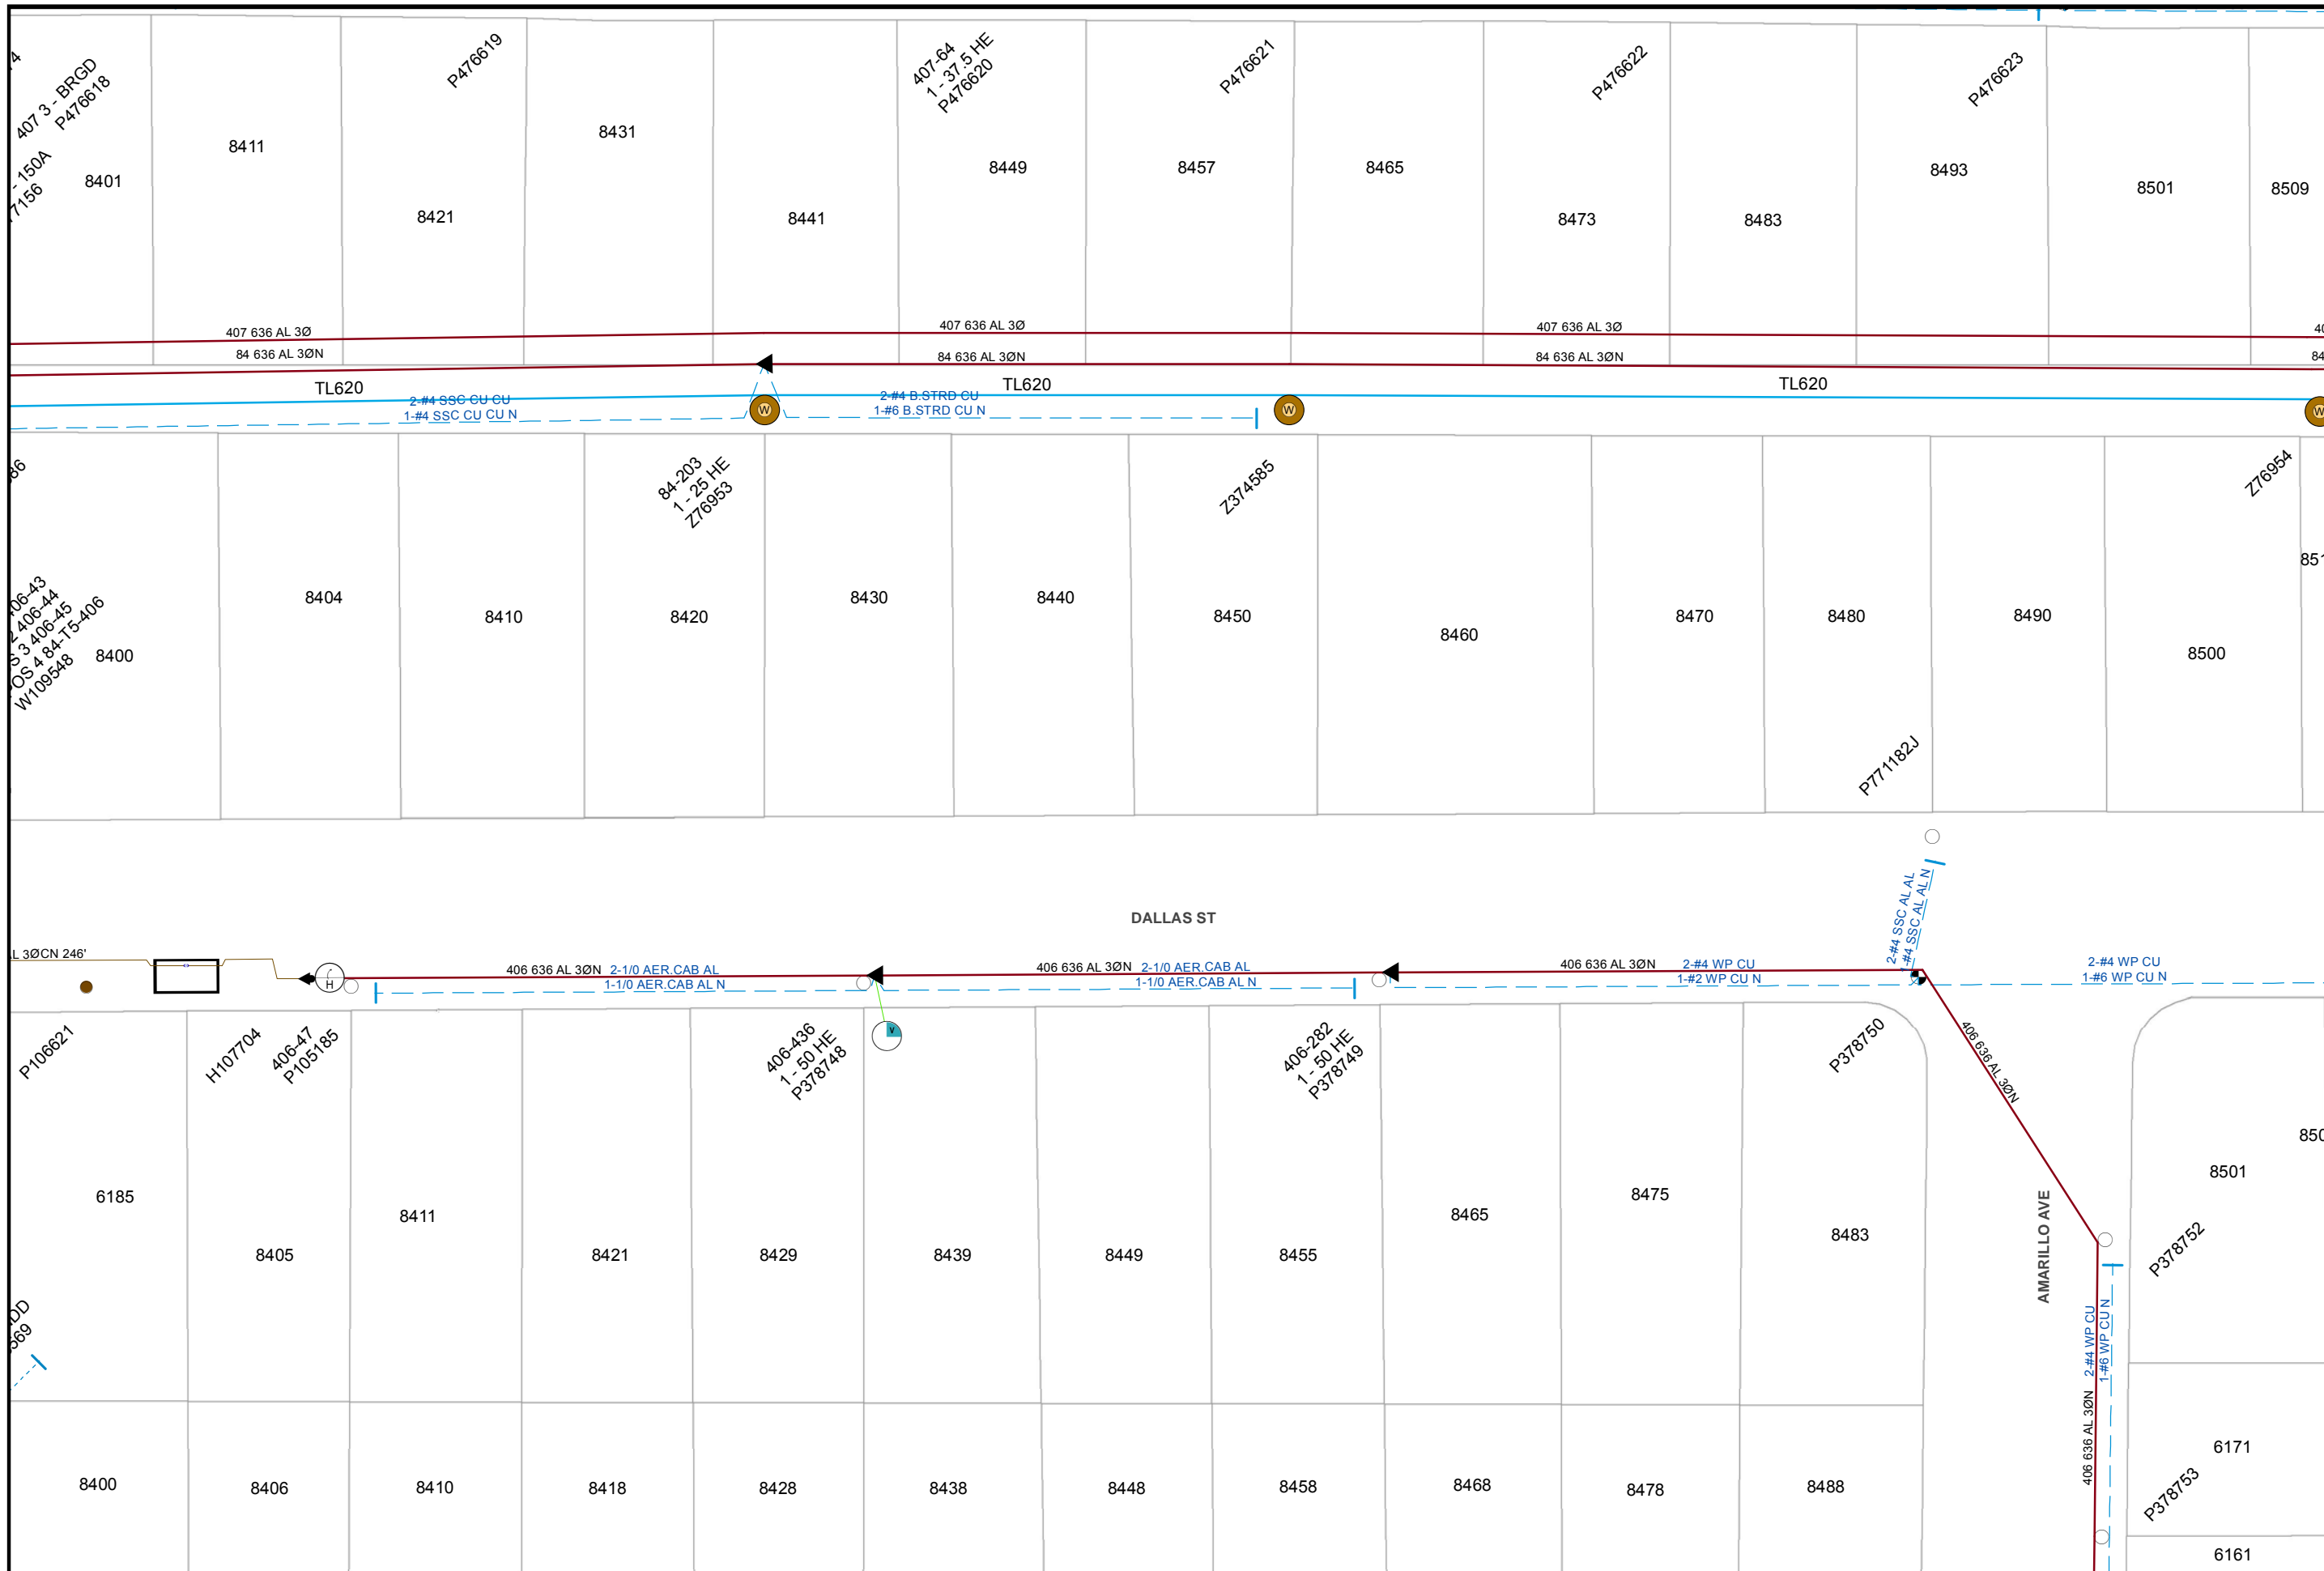 407 3 - BRGD
P476618
- 150A
P476619
407-64
1 - 37.5 HE
P476620
P476621
P476622
P476623
8401
8411
8421
8431
8441
8449
8457
8465
8473
8483
8493
8501
8509
407 636 AL 3Ø
407 636 AL 3Ø
407 636 AL 3Ø
84 636 AL 3ØN
84 636 AL 3ØN
84 636 AL 3ØN
TL620
TL620
TL620
2-#4 SSC CU CU
1-#4 SSC CU CU N
2-#4 B.STRD CU
1-#6 B.STRD CU N
W
W
W
84-203
1 - 25 HE
Z76953
Z374585
Z76954
406-44
S 3 406-45
POS 4 84-T5-406
W109548
8400
8404
8410
8420
8430
8440
8450
8460
8470
8480
8490
8500
P771182J
2-#4 SSC AL AL
1-#4 SSC AL AL N
DALLAS ST
L 3ØCN 246'
H
406 636 AL 3ØN
2-1/0 AER.CAB AL
1-1/0 AER.CAB AL N
406 636 AL 3ØN
2-1/0 AER.CAB AL
1-1/0 AER.CAB AL N
406 636 AL 3ØN
2-#4 WP CU
1-#2 WP CU N
2-#4 WP CU
1-#6 WP CU N
V
P106621
H107704
406-47
P105185
406-436
1 - 50 HE
P378748
406-282
1 - 50 HE
P378749
P378750
406 636 AL 3ØN
6185
8405
8411
8421
8429
8439
8449
8455
8465
8475
8483
8501
AMARILLO AVE
P378752
2-#4 WP CU
1-#6 WP CU N
406 636 AL 3ØN
8400
8406
8410
8418
8428
8438
8448
8458
8468
8478
8488
6171
P378753
6161